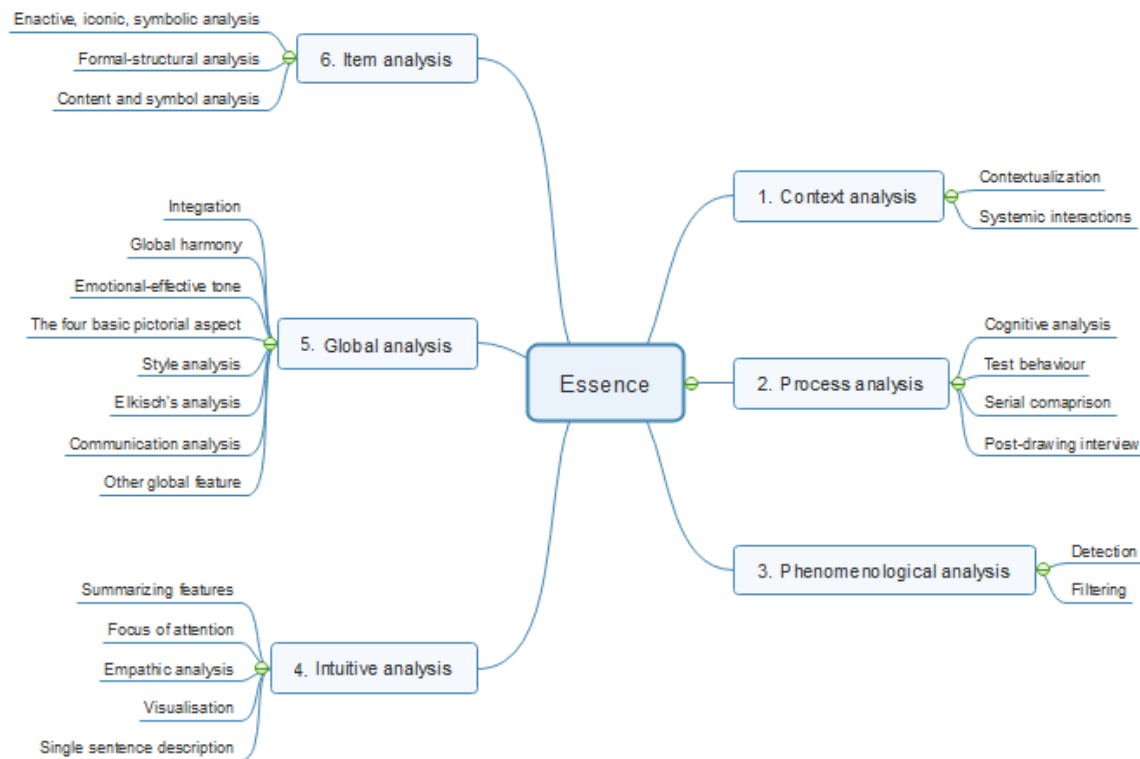 Essence
1. Context analysis
Contextualization
Systemic interactions
2. Process analysis
Cognitive analysis
Test behaviour
Serial comaprison
Post-drawing interview
3. Phenomenological analysis
Detection
Filtering
4. Intuitive analysis
Summarizing features
Focus of attention
Empathic analysis
Visualisation
Single sentence description
5. Global analysis
Integration
Global harmony
Emotional-effective tone
The four basic pictorial aspect
Style analysis
Elkisch's analysis
Communication analysis
Other global feature
6. Item analysis
Enactive, iconic, symbolic analysis
Formal-structural analysis
Content and symbol analysis